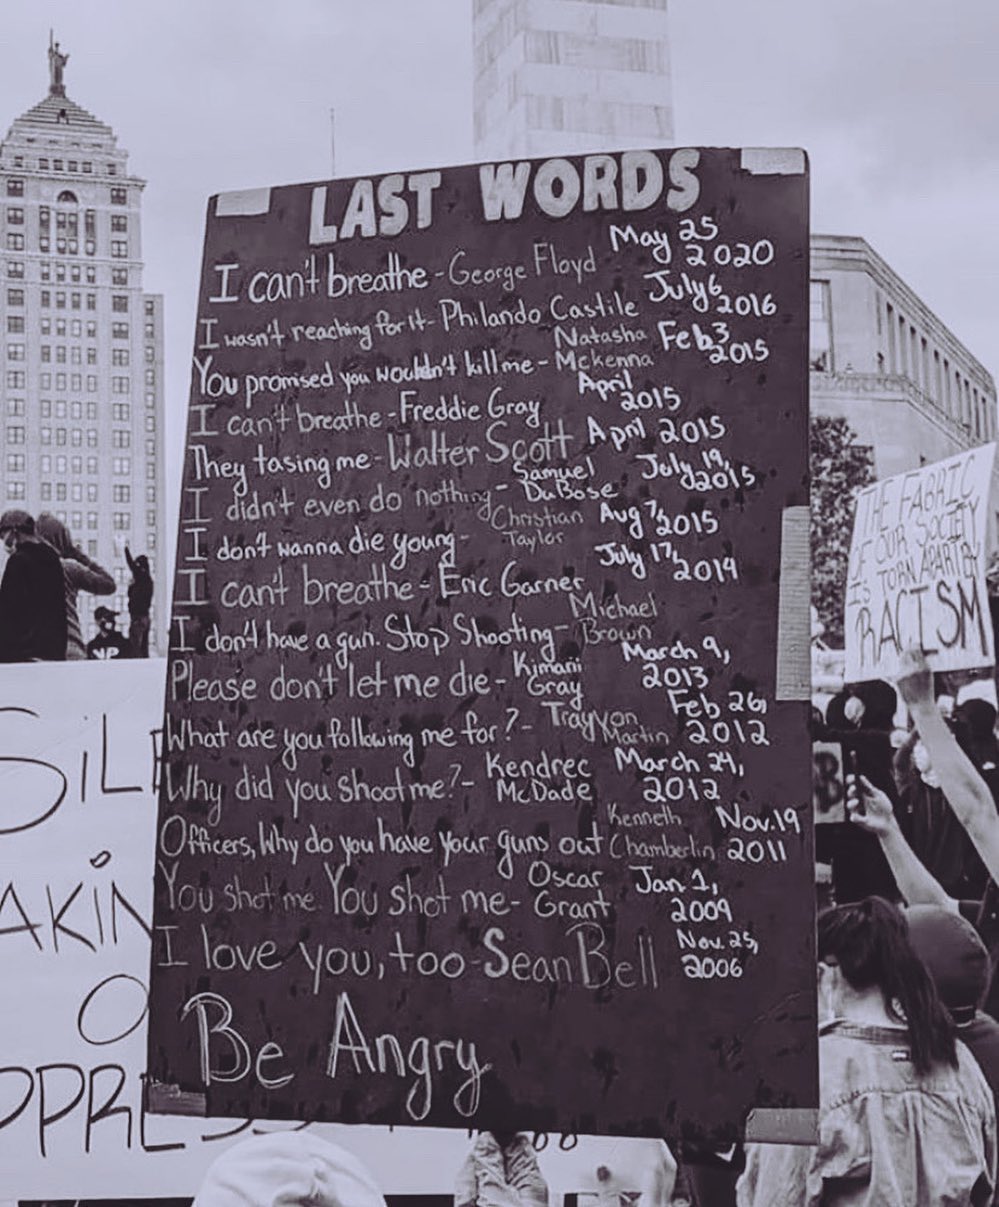 LAST WORDS
I can't breathe - George Floyd May 25 2020
I wasn't reaching for it - Philando Castile July 6 2016
You promised you wouldn't kill me - Natasha Mckenna Feb 3 2015
I can't breathe - Freddie Gray April 2015
They tasing me - Walter Scott April 2015
I didn't even do nothing - Samuel DuBose July 19, 2015
I don't wanna die young - Christian Taylor Aug 7, 2015
I can't breathe - Eric Garner July 17, 2014
I don't have a gun. Stop Shooting - Michael Brown
Please don't let me die - Kimani Gray March 9, 2013
What are you following me for? - Trayvon Martin Feb 26, 2012
Why did you shoot me? - Kendrec McDade March 24, 2012
Officers, Why do you have your guns out Kenneth Chamberlin Nov. 19 2011
You shot me. You shot me - Oscar Grant Jan 1, 2009
I love you, too - Sean Bell Nov. 25, 2006
Be Angry
THE FABRIC
OF OUR SOCIETY
IS TORN APART BY
RACISM
SiLE
AKiN
O
PPRESS